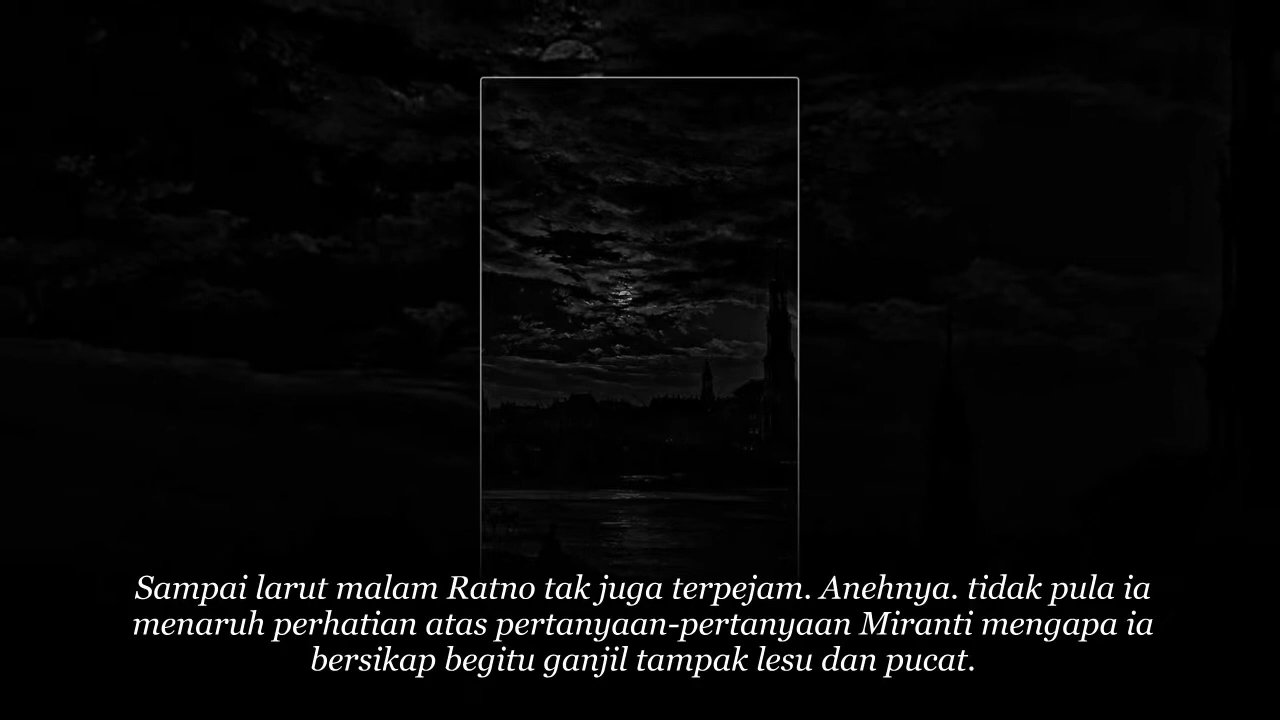 Sampai larut malam Ratno tak juga terpejam. Anehnya. tidak pula ia
menaruh perhatian atas pertanyaan-pertanyaan Miranti mengapa ia
bersikap begitu ganjil tampak lesu dan pucat.